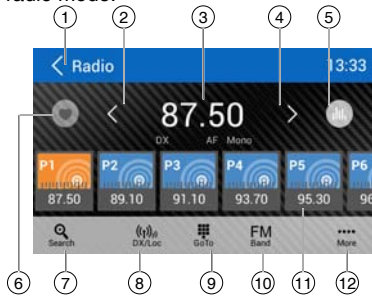 radio mode.
1 2 3 4 5
Radio 13:33
87.50
DX AF Mono
P1 P2 P3 P4 P5 P6
87.50 89.10 91.10 93.70 95.30 96
Search DX/Loc GoTo FM Band More
6 7 8 9 10 11 12